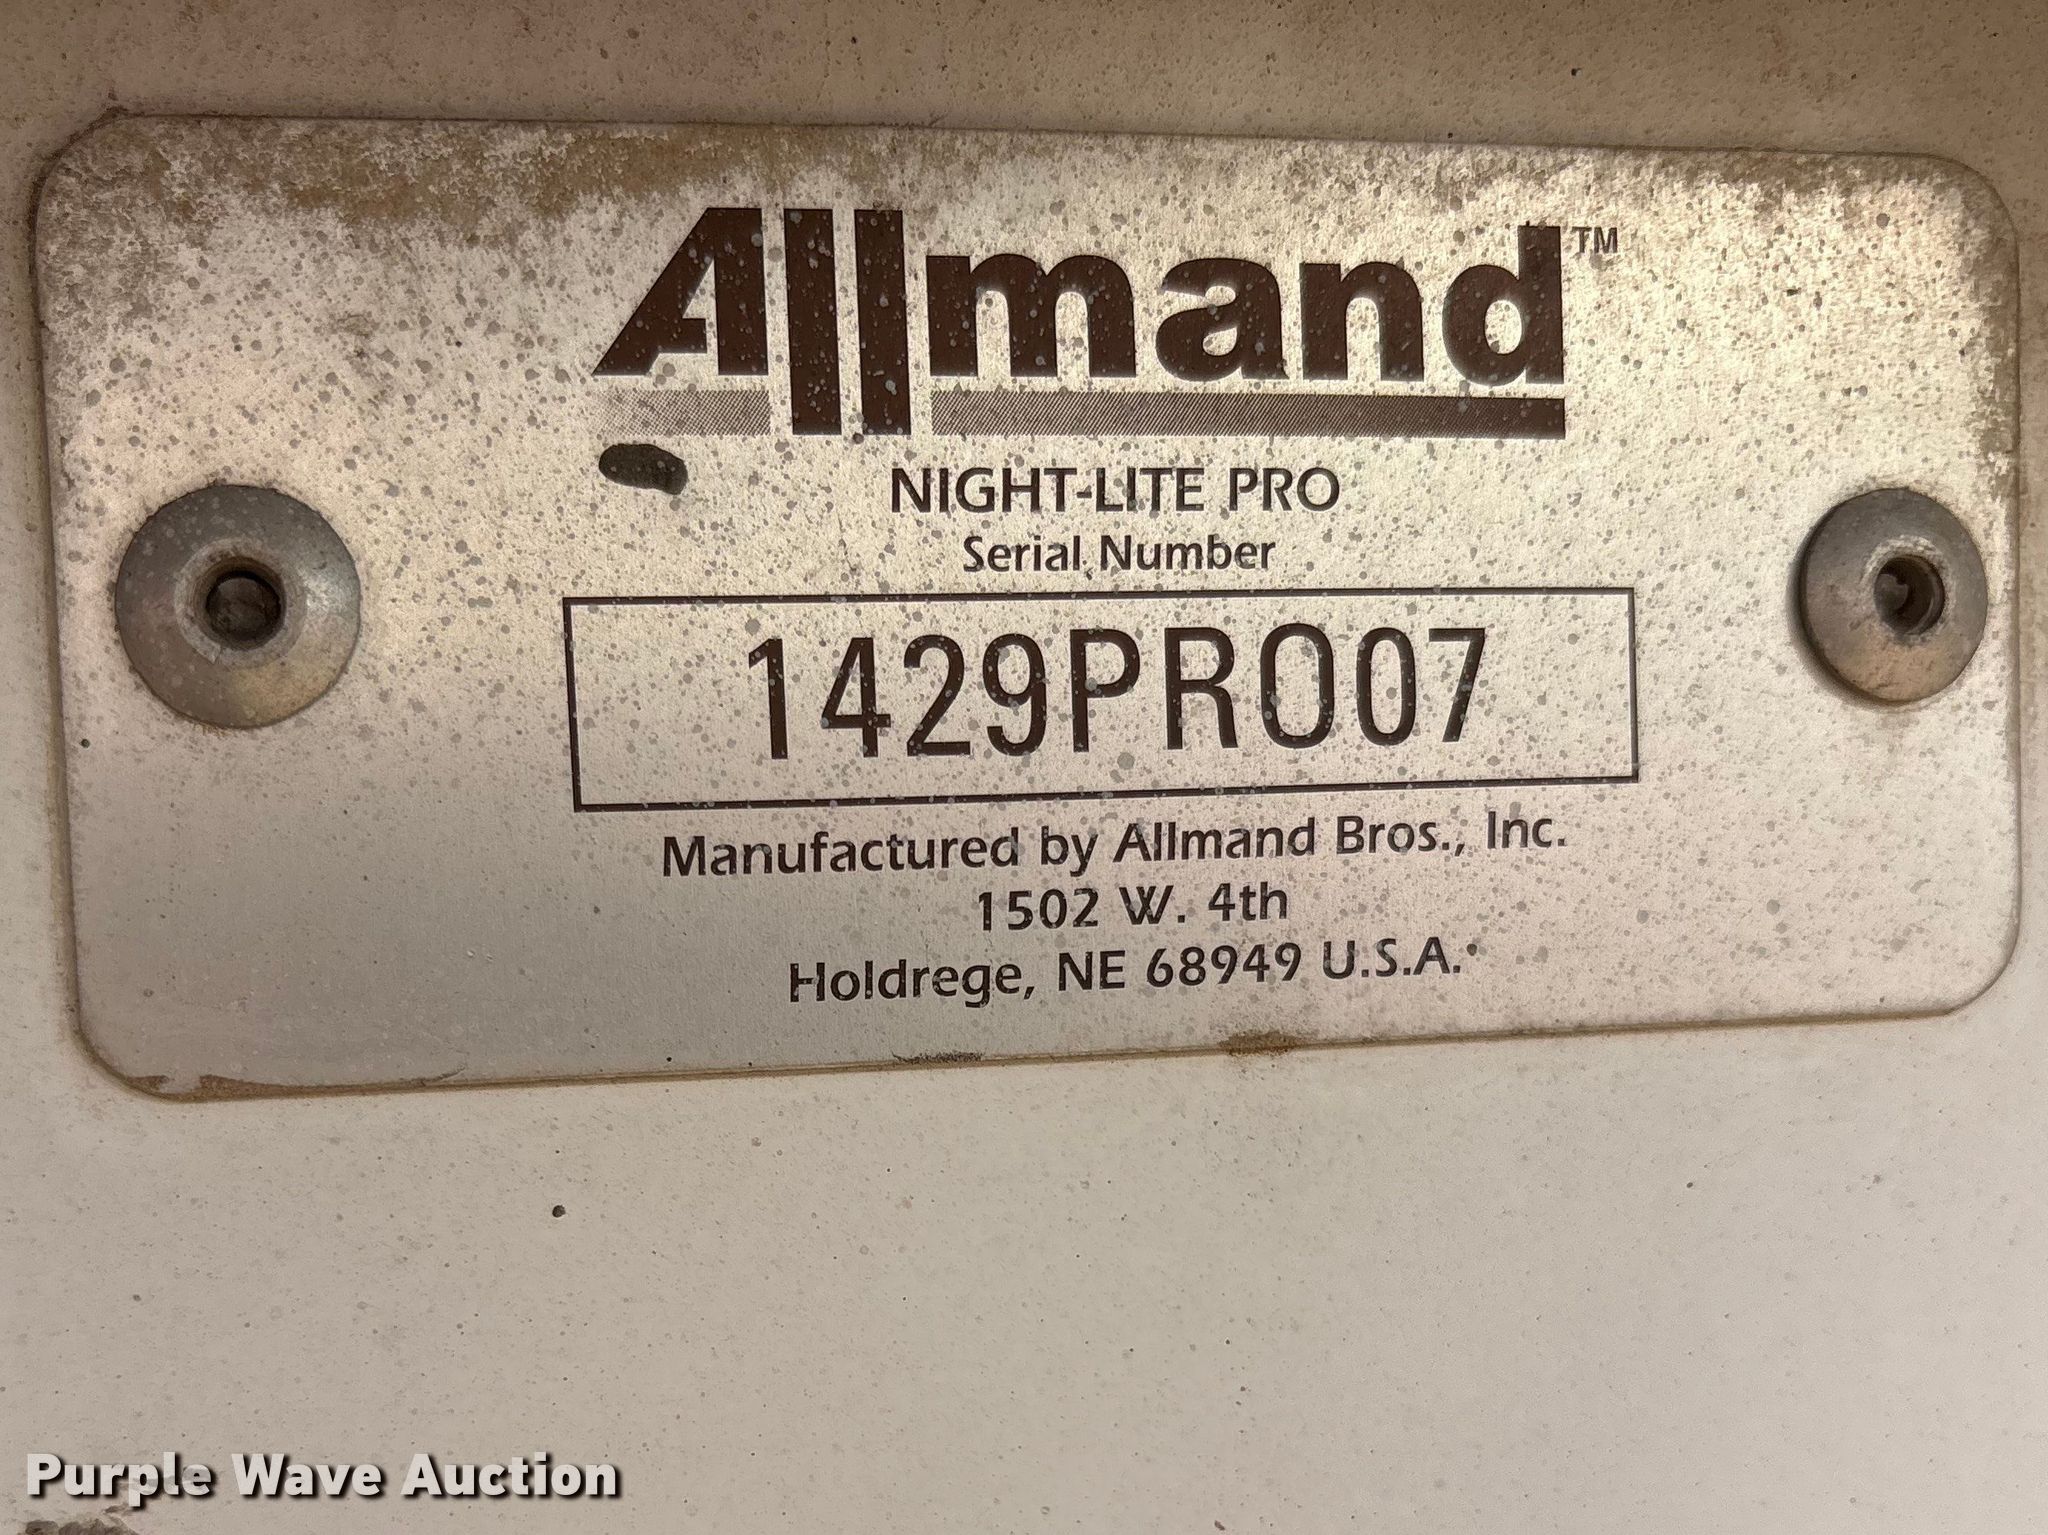 Allmand™
NIGHT-LITE PRO
Serial Number
1429PRO07
Manufactured by Allmand Bros., Inc.
1502 W. 4th
Holdrege, NE 68949 U.S.A.
Purple Wave Auction